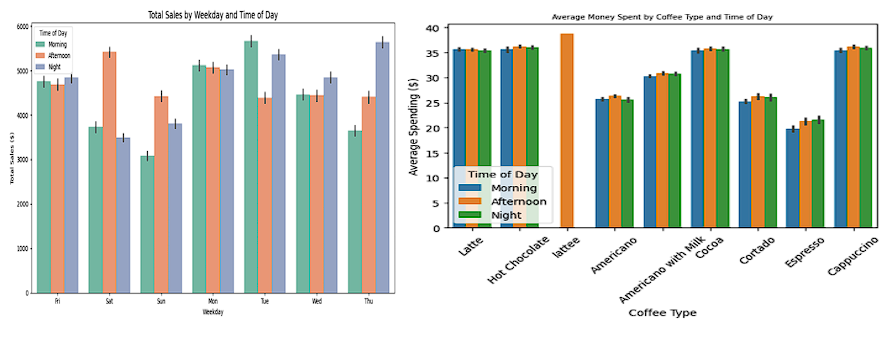 Total Sales by Weekday and Time of Day
Total Sales ($)
6000
5000
4000
3000
2000
1000
0
Time of Day
Morning
Afternoon
Night
Fri Sat Sun Mon Tue Wed Thu
Weekday
Average Money Spent by Coffee Type and Time of Day
Average Spending ($)
40
35
30
25
20
15
10
5
0
Time of Day
Morning
Afternoon
Night
Latte
Hot Chocolate
lattee
Americano
Americano with Milk
Cocoa
Cortado
Espresso
Cappuccino
Coffee Type